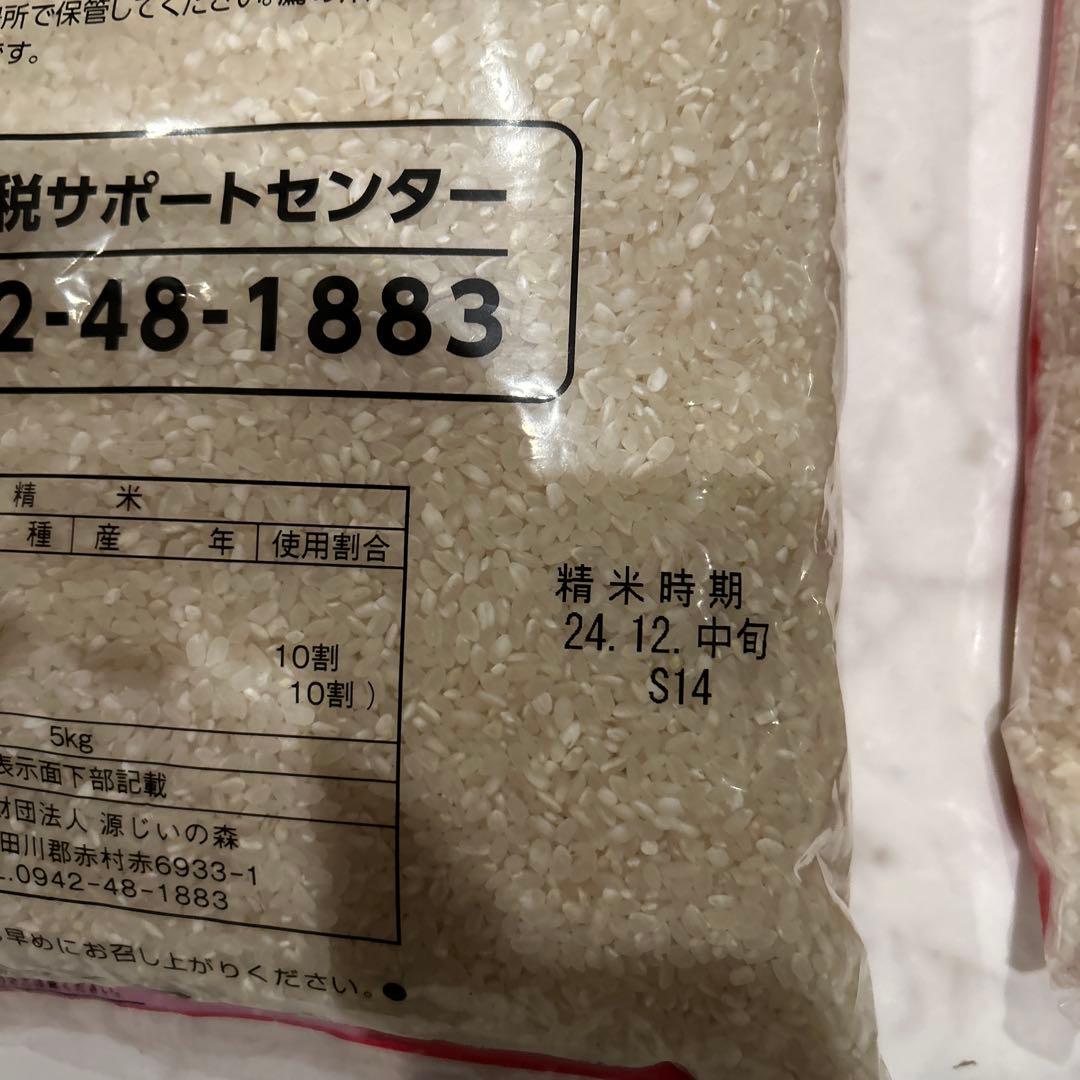 所で保管してください。
です。
税サポートセンター
2-48-1883
精 米
種 産 年 使用割合
10割
10割 )
精米時期
24.12.中旬
S14
5kg
表示面下部記載
財団法人 源じいの森
田川郡赤村赤6933-1
.0942-48-1883
早めにお召し上がりください。●